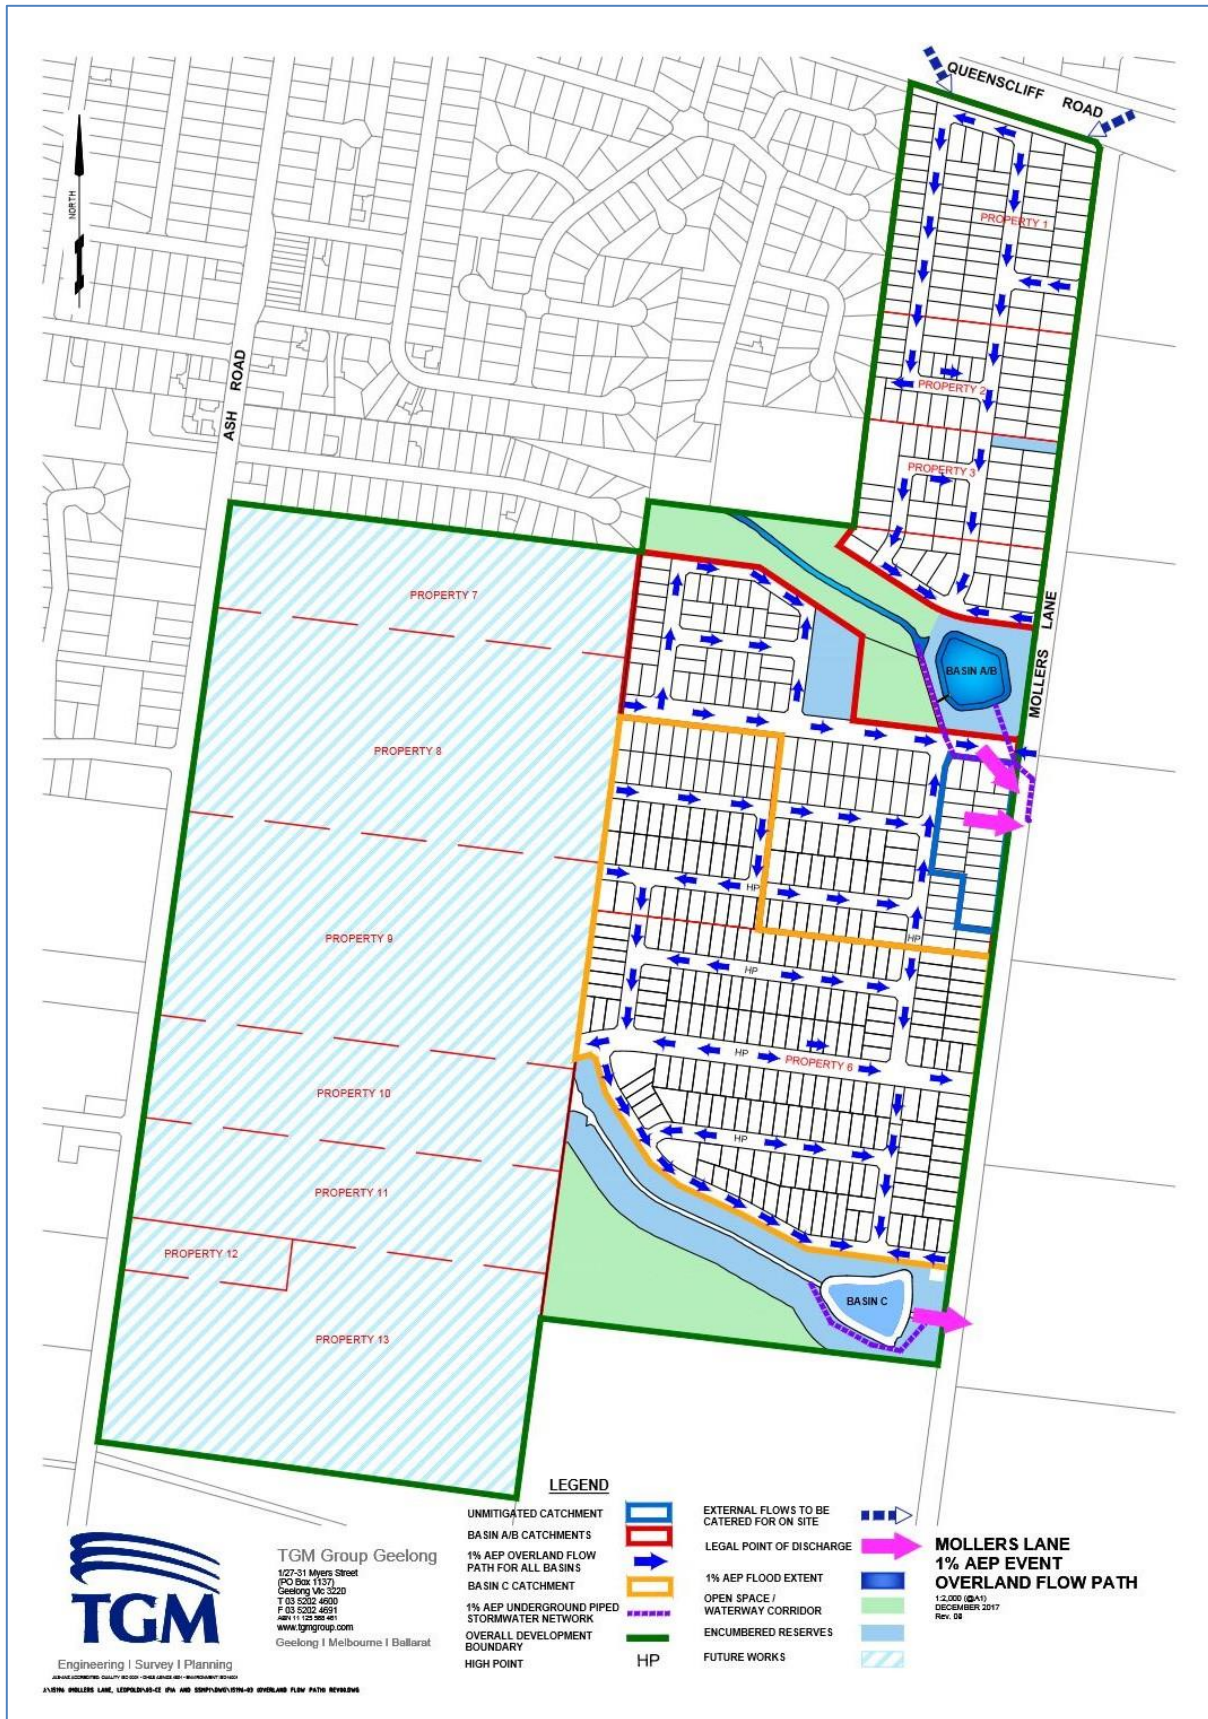 QUEENSCLIFF ROAD
NORTH
PROPERTY 1
ASH ROAD
PROPERTY 2
PROPERTY 3
PROPERTY 7
MOLLERS LANE
BASIN A/B
PROPERTY 8
HP
HP
PROPERTY 9
HP
HP
PROPERTY 6
PROPERTY 10
HP
PROPERTY 11
PROPERTY 12
BASIN C
PROPERTY 13
LEGEND
UNMITIGATED CATCHMENT
BASIN A/B CATCHMENTS
1% AEP OVERLAND FLOW
PATH FOR ALL BASINS
BASIN C CATCHMENT
1% AEP UNDERGROUND PIPED
STORMWATER NETWORK
OVERALL DEVELOPMENT
BOUNDARY
HIGH POINT
HP
EXTERNAL FLOWS TO BE
CATERED FOR ON SITE
LEGAL POINT OF DISCHARGE
1% AEP FLOOD EXTENT
OPEN SPACE /
WATERWAY CORRIDOR
ENCUMBERED RESERVES
FUTURE WORKS
MOLLERS LANE
1% AEP EVENT
OVERLAND FLOW PATH
1:2,000 (@A1)
DECEMBER 2017
Rev. 08
TGM
Engineering | Survey | Planning
TGM Group Geelong
1/27-31 Myers Street
(PO Box 1137)
Geelong Vic 3220
T 03 5202 4600
F 03 5202 4691
www.tgmgroup.com
Geelong | Melbourne | Ballarat